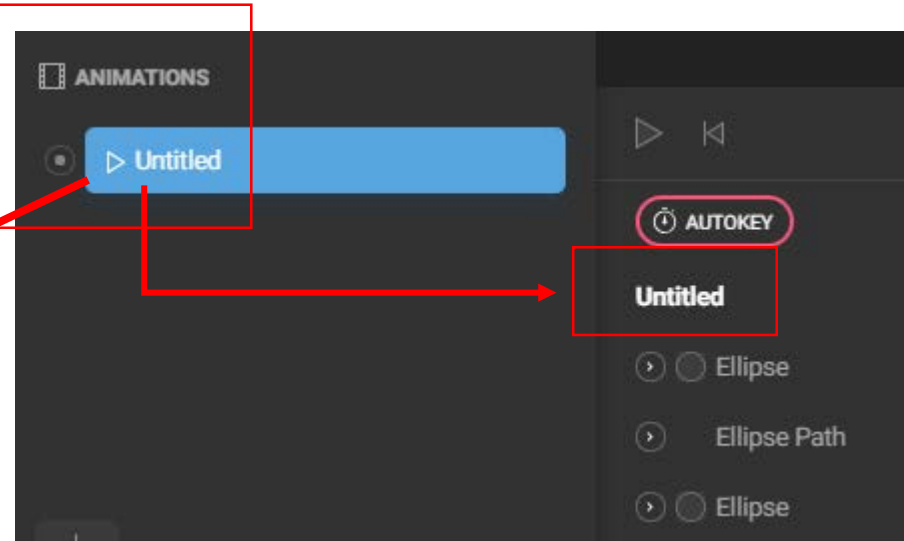 ANIMATIONS
Untitled
AUTOKEY
Untitled
Ellipse
Ellipse Path
Ellipse